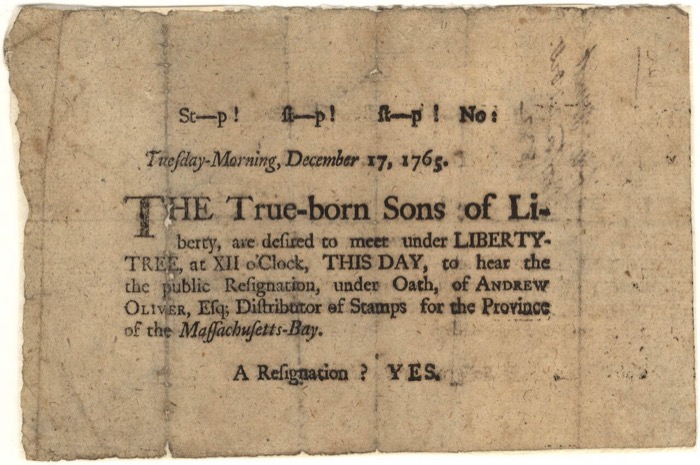 St—p! ſt—p! ſt—p! No:
Tueſday-Morning, December 17, 1765.
THE True-born Sons of Li-
berty, are deſired to meet under LIBERTY-
TREE, at XII o'Clock, THIS DAY, to hear the
the public Reſignation, under Oath, of ANDREW
OLIVER, Eſq; Diſtributor of Stamps for the Province
of the Maſſachuſetts-Bay.
A Reſignation? YES.